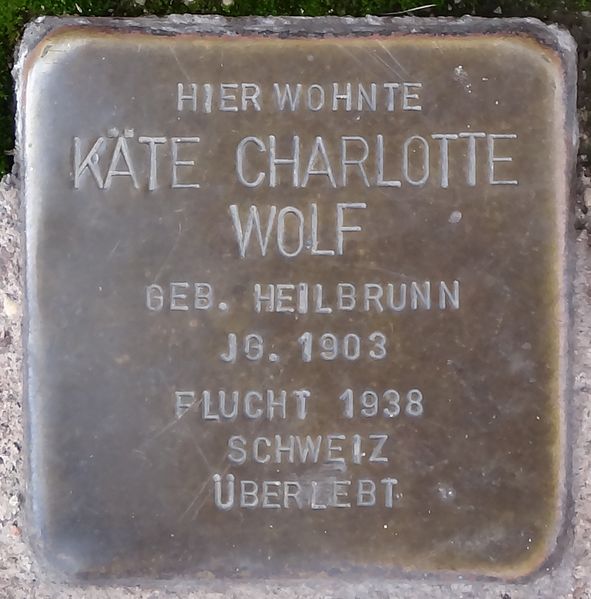 HIER WOHNTE
KÄTE CHARLOTTE
WOLF
GEB. HEILBRUNN
JG. 1903
FLUCHT 1938
SCHWEIZ
ÜBERLEBT